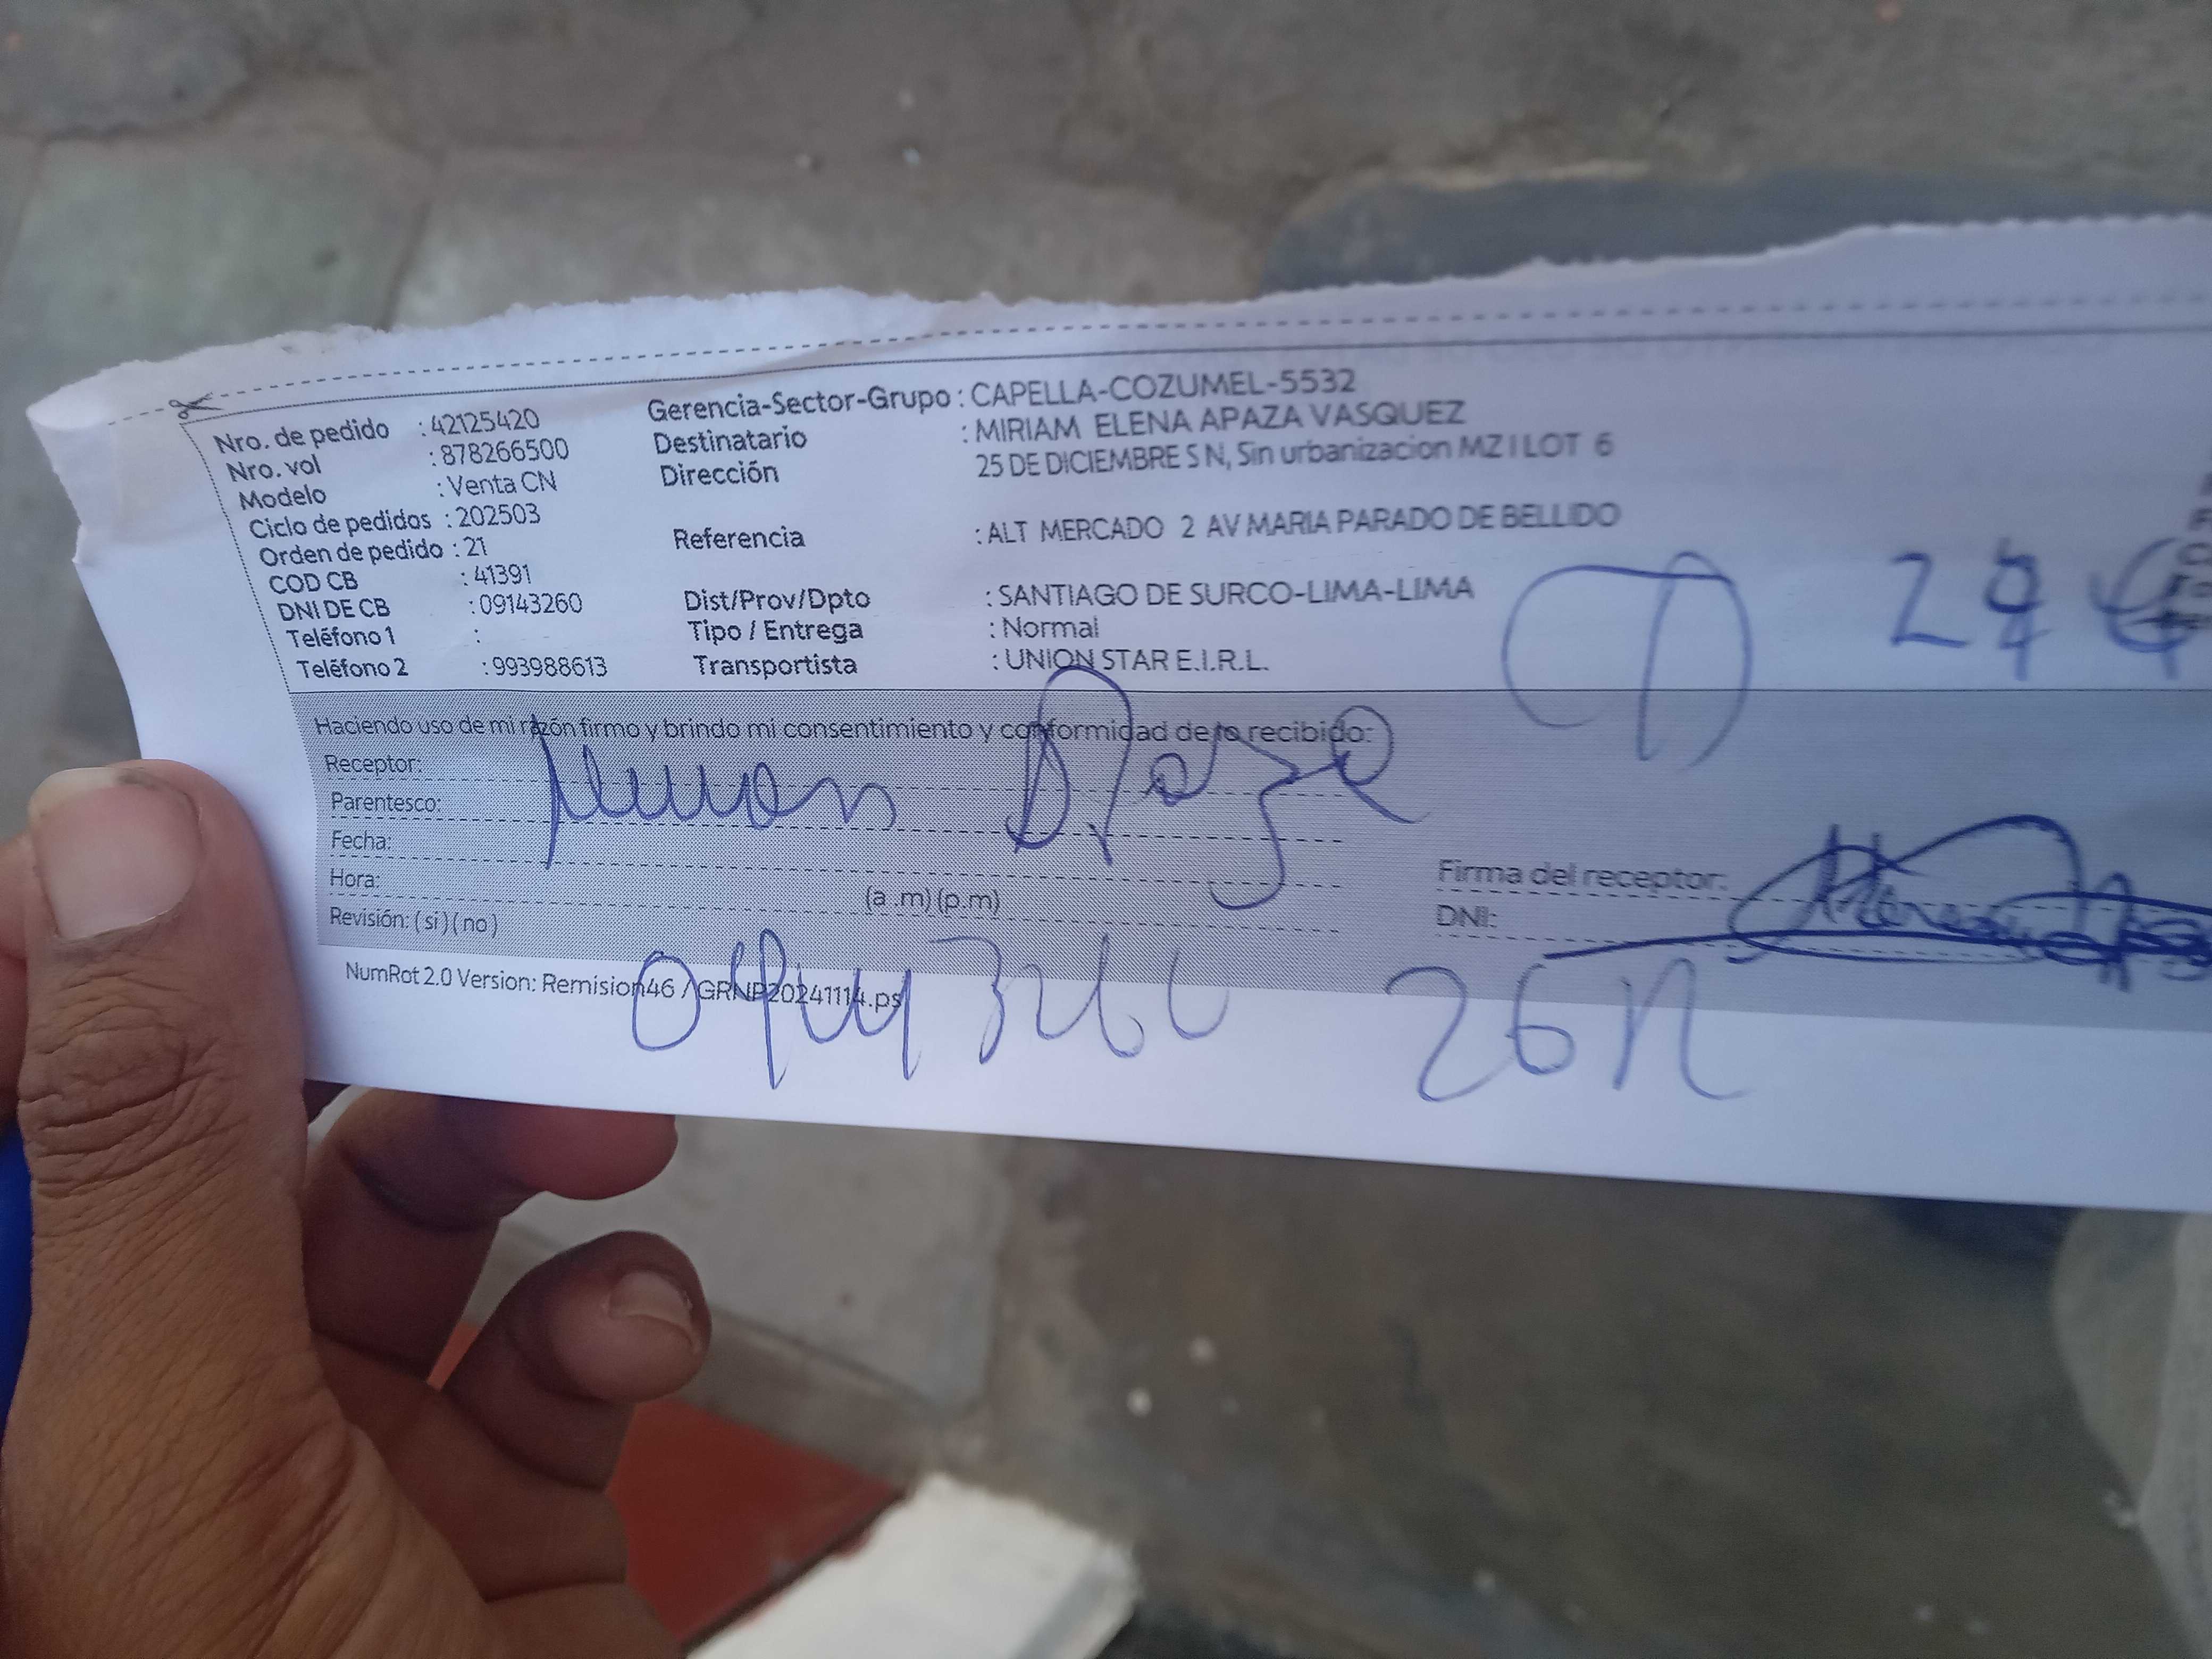 Nro. de pedido : 42125420
Nro. vol : 878266500
Modelo : Venta CN
Ciclo de pedidos : 202503
Orden de pedido : 21
COD CB : 41391
DNI DE CB : 09143260
Teléfono 1 :
Teléfono 2 : 993988613
Gerencia-Sector-Grupo : CAPELLA-COZUMEL-5532
Destinatario : MIRIAM ELENA APAZA VASQUEZ
Dirección 25 DE DICIEMBRE S N, Sin urbanizacion MZ I LOT 6
Referencia : ALT MERCADO 2 AV MARIA PARADO DE BELLIDO
Dist/Prov/Dpto : SANTIAGO DE SURCO-LIMA-LIMA
Tipo / Entrega : Normal
Transportista : UNION STAR E.I.R.L.
Haciendo uso de mi razón firmo y brindo mi consentimiento y conformidad de lo recibido:
Receptor:
Parentesco:
Fecha:
Hora: (a .m) (p.m)
Revisión: ( si ) ( no )
Firma del receptor:
DNI:
NumRot 2.0 Version: Remision46 / GRNP20241114.ps
09143260